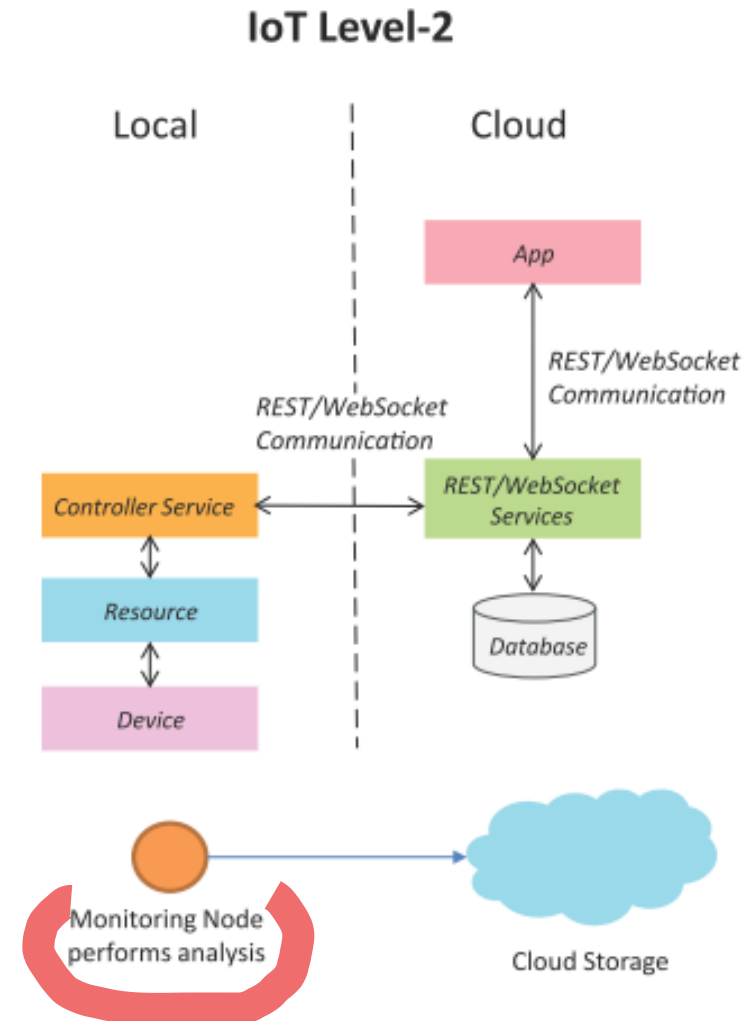 IoT Level-2
Local
Cloud
App
REST/WebSocket
Communication
REST/WebSocket
Communication
Controller Service
REST/WebSocket
Services
Resource
Database
Device
Monitoring Node
performs analysis
Cloud Storage